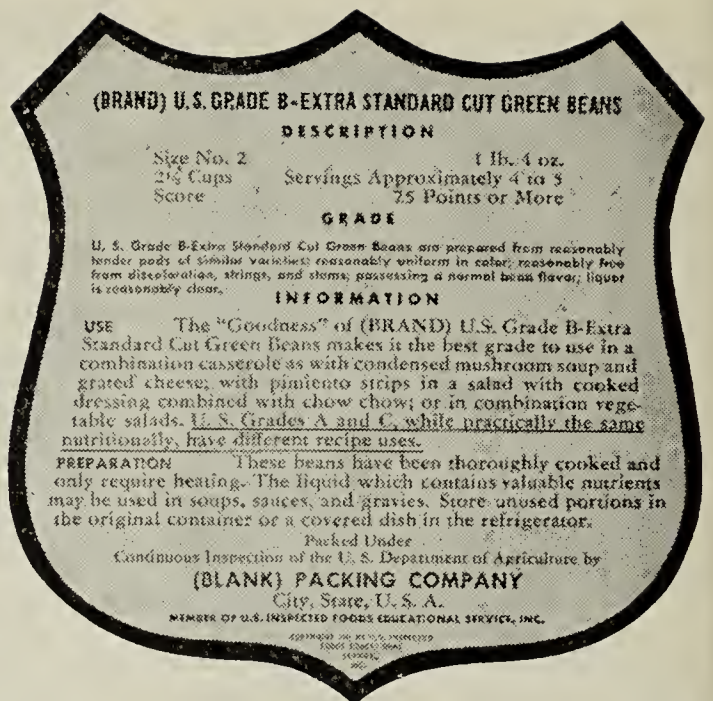 (BRAND) U.S. GRADE B-EXTRA STANDARD CUT GREEN BEANS
DESCRIPTION
Size No. 2 1 lb. 4 oz.
2½ Cups Servings Approximately 4 to 5
Score 75 Points or More
GRADE
U. S. Grade B-Extra Standard Cut Green Beans are prepared from reasonably
tender pods of similar varieties; reasonably uniform in color; reasonably free
from discoloration, strings, and stems; possessing a normal bean flavor; liquor
is reasonably clear.
INFORMATION
USE The "Goodness" of (BRAND) U.S. Grade B-Extra
Standard Cut Green Beans makes it the best grade to use in a
combination casserole as with condensed mushroom soup and
grated cheese; with pimiento strips in a salad with cooked
dressing combined with chow chow; or in combination vege-
table salads. U. S. Grades A and C, while practically the same
nutritionally, have different recipe uses.
PREPARATION These beans have been thoroughly cooked and
only require heating. The liquid which contains valuable nutrients
may be used in soups, sauces, and gravies. Store unused portions in
the original container or a covered dish in the refrigerator.
Packed Under
Continuous Inspection of the U. S. Department of Agriculture by
(BLANK) PACKING COMPANY
City, State, U. S. A.
MEMBER OF U.S. INSPECTED FOODS EDUCATIONAL SERVICE, INC.